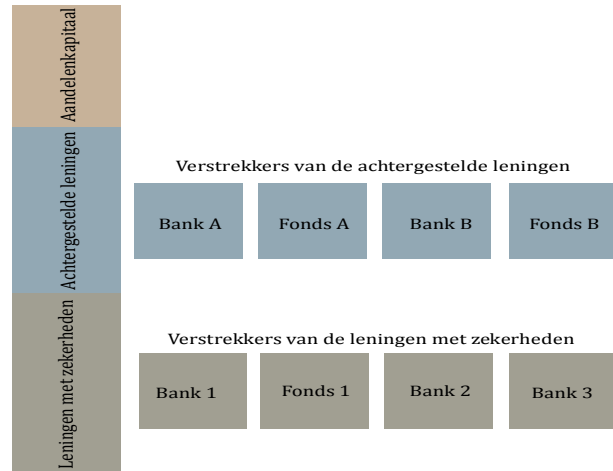 Aandelenkapitaal
Achtergestelde leningen
Verstrekkers van de achtergestelde leningen
Bank A
Fonds A
Bank B
Fonds B
Leningen met zekerheden
Verstrekkers van de leningen met zekerheden
Bank 1
Fonds 1
Bank 2
Bank 3